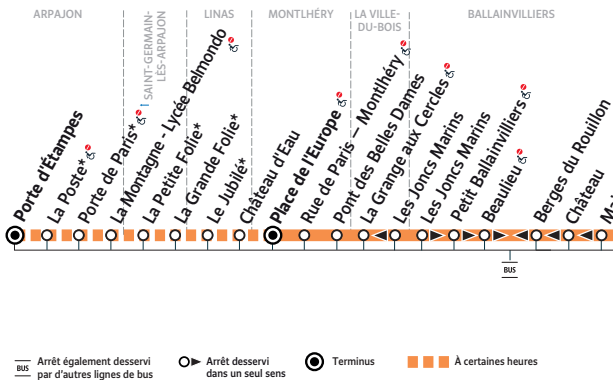 ARPAJON
SAINT-GERMAIN-
LÈS-ARPAJON
LINAS
MONTLHÉRY
LA VILLE-
DU-BOIS
BALLAINVILLIERS
Porte d'Étampes
La Poste*
Porte de Paris*
La Montagne - Lycée Belmondo
La Petite Folie*
La Grande Folie*
Le Jubilé*
Château d'Eau
Place de l'Europe
Rue de Paris – Montlhéry
Pont des Belles Dames
La Grange aux Cercles
Les Joncs Marins
Les Joncs Marins
Petit Ballainvilliers
Beaulieu
Berges du Rouillon
Château
BUS
BUS
Arrêt également desservi
par d'autres lignes de bus
Arrêt desservi
dans un seul sens
Terminus
À certaines heures